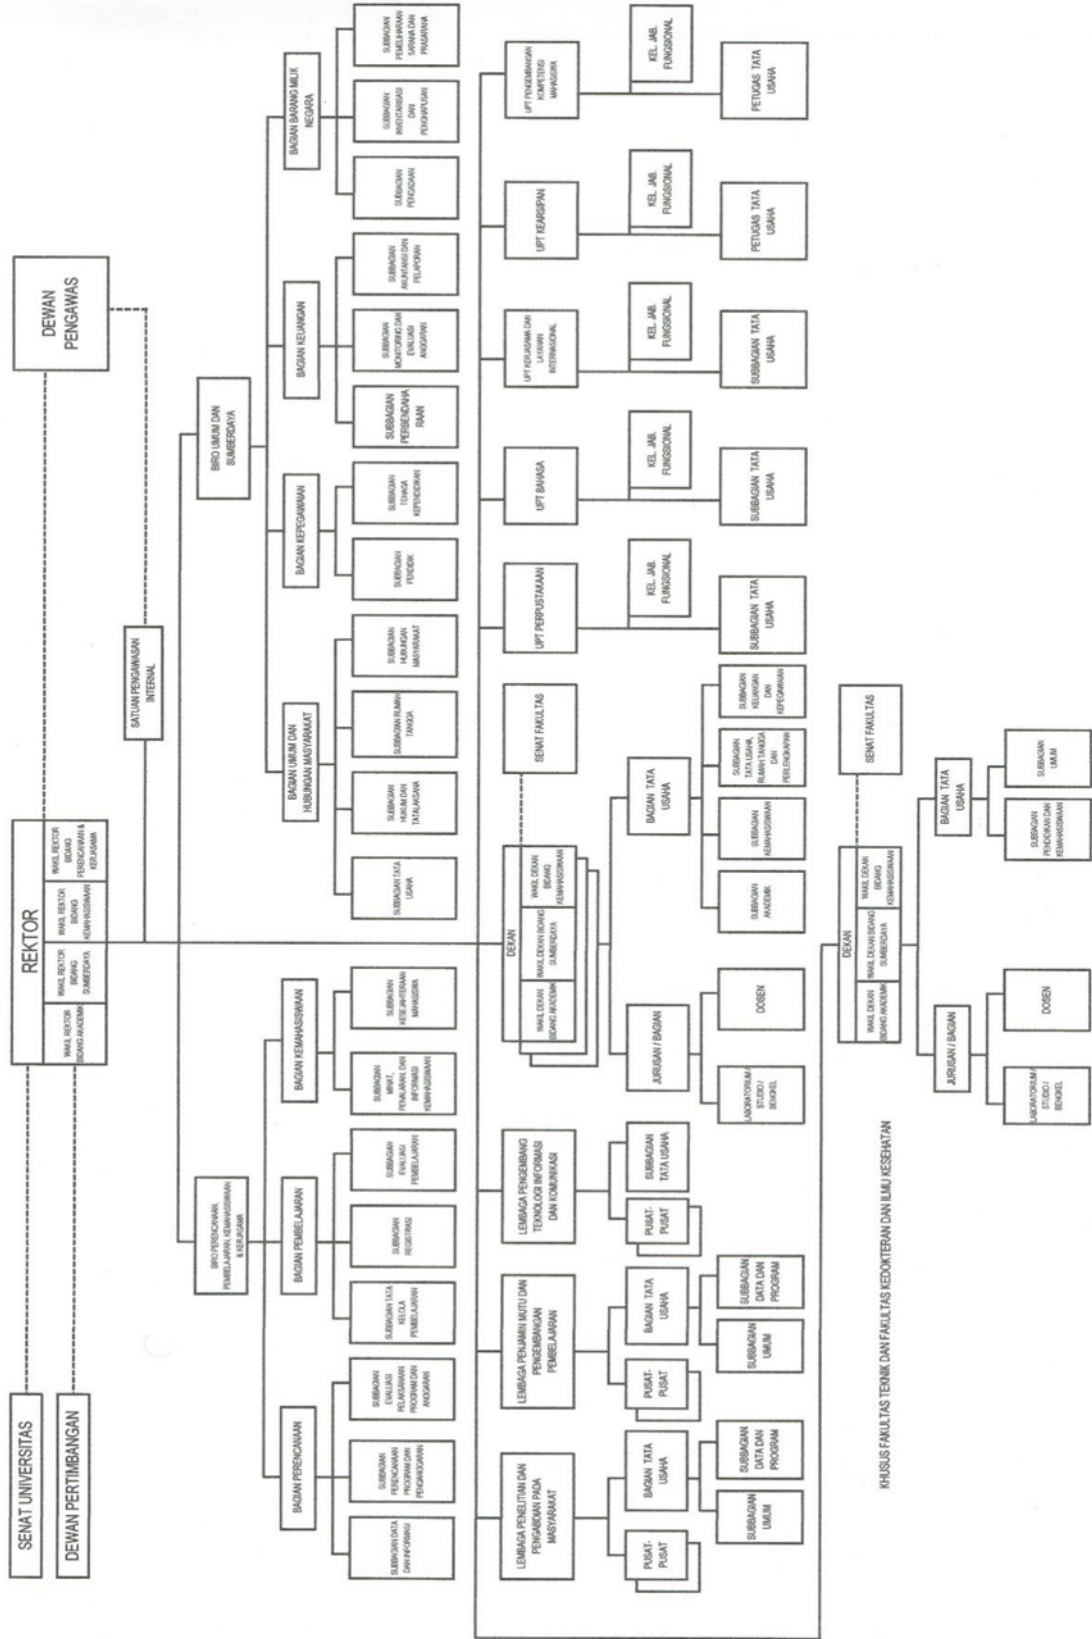 SENAT UNIVERSITAS
DEWAN PERTIMBANGAN
REKTOR
WAKIL REKTOR
BIDANG AKADEMIK
WAKIL REKTOR
BIDANG
SUMBERDAYA
WAKIL REKTOR
BIDANG
KEMAHASISWAAN
WAKIL REKTOR
BIDANG
PERENCANAAN &
KERJASAMA
DEWAN
PENGAWAS
SATUAN PENGAWASAN
INTERNAL
BIRO PERENCANAAN,
PEMBELAJARAN, KEMAHASISWAAN
& KERJASAMA
BIRO UMUM DAN
SUMBERDAYA
BAGIAN PERENCANAAN
BAGIAN PEMBELAJARAN
BAGIAN KEMAHASISWAAN
BAGIAN UMUM DAN
HUBUNGAN MASYARAKAT
BAGIAN KEPEGAWAIAN
BAGIAN KEUANGAN
BAGIAN BARANG MILIK
NEGARA
SUBBAGIAN DATA
DAN INFORMASI
SUBBAGIAN
PERENCANAAN
PROGRAM DAN
PENGANGGARAN
SUBBAGIAN
EVALUASI
PELAKSANAAN
PROGRAM DAN
ANGGARAN
SUBBAGIAN TATA
KELOLA
PEMBELAJARAN
SUBBAGIAN
REGISTRASI
SUBBAGIAN
EVALUASI
PEMBELAJARAN
SUBBAGIAN
MINAT,
PENALARAN, DAN
INFORMASI
KEMAHASISWAAN
SUBBAGIAN
KESEJAHTERAAN
MAHASISWA
SUBBAGIAN TATA
USAHA
SUBBAGIAN
HUKUM DAN
TATALAKSANA
SUBBAGIAN RUMAH
TANGGA
SUBBAGIAN
HUBUNGAN
MASYARAKAT
SUBBAGIAN
PENDIDIK
SUBBAGIAN
TENAGA
KEPENDIDIKAN
SUBBAGIAN
PERBENDAHA
RAAN
SUBBAGIAN
MONITORING DAN
EVALUASI
ANGGARAN
SUBBAGIAN
AKUNTANSI DAN
PELAPORAN
SUBBAGIAN
PENGADAAN
SUBBAGIAN
INVENTARISASI
DAN
PENGHAPUSAN
SUBBAGIAN
PEMELIHARAAN
SARANA DAN
PRASARANA
LEMBAGA PENELITIAN DAN
PENGABDIAN PADA
MASYARAKAT
LEMBAGA PENJAMIN MUTU DAN
PENGEMBANGAN
PEMBELAJARAN
LEMBAGA PENGEMBANG
TEKNOLOGI INFORMASI
DAN KOMUNIKASI
DEKAN
WAKIL DEKAN
BIDANG AKADEMIK
WAKIL DEKAN BIDANG
SUMBERDAYA
WAKIL DEKAN
BIDANG
KEMAHASISWAAN
SENAT FAKULTAS
UPT PERPUSTAKAAN
UPT BAHASA
UPT KERJASAMA DAN
LAYANAN
INTERNASIONAL
UPT KEARSIPAN
UPT PENGEMBANGAN
KOMPETENSI
MAHASISWA
PUSAT-
PUSAT
BAGIAN TATA
USAHA
PUSAT-
PUSAT
BAGIAN TATA
USAHA
PUSAT-
PUSAT
SUBBAGIAN
TATA USAHA
JURUSAN / BAGIAN
BAGIAN TATA
USAHA
KEL. JAB.
FUNGSIONAL
KEL. JAB.
FUNGSIONAL
KEL. JAB.
FUNGSIONAL
KEL. JAB.
FUNGSIONAL
KEL. JAB.
FUNGSIONAL
SUBBAGIAN
UMUM
SUBBAGIAN
DATA DAN
PROGRAM
SUBBAGIAN
UMUM
SUBBAGIAN
DATA DAN
PROGRAM
LABORATORIUM /
STUDIO /
BENGKEL
DOSEN
SUBBAGIAN
AKADEMIK
SUBBAGIAN
KEMAHASISWAAN
SUBBAGIAN
TATA USAHA,
RUMAH TANGGA
DAN
PERLENGKAPAN
SUBBAGIAN
KEUANGAN
DAN
KEPEGAWAIAN
SUBBAGIAN TATA
USAHA
SUBBAGIAN TATA
USAHA
SUBBAGIAN TATA
USAHA
PETUGAS TATA
USAHA
PETUGAS TATA
USAHA
KHUSUS FAKULTAS TEKNIK DAN FAKULTAS KEDOKTERAN DAN ILMU KESEHATAN
DEKAN
WAKIL DEKAN
BIDANG AKADEMIK
WAKIL DEKAN BIDANG
SUMBERDAYA
WAKIL DEKAN
BIDANG
KEMAHASISWAAN
SENAT FAKULTAS
JURUSAN / BAGIAN
BAGIAN TATA
USAHA
LABORATORIUM /
STUDIO /
BENGKEL
DOSEN
SUBBAGIAN
PENDIDIKAN DAN
KEMAHASISWAAN
SUBBAGIAN
UMUM